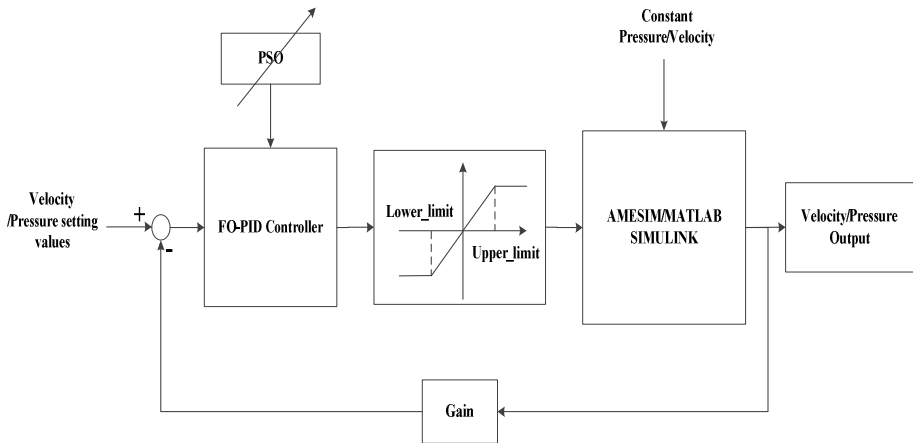 Constant
Pressure/Velocity
PSO
Velocity
/Pressure setting
values
+
-
FO-PID Controller
Lower_limit
Upper_limit
AMESIM/MATLAB
SIMULINK
Velocity/Pressure
Output
Gain